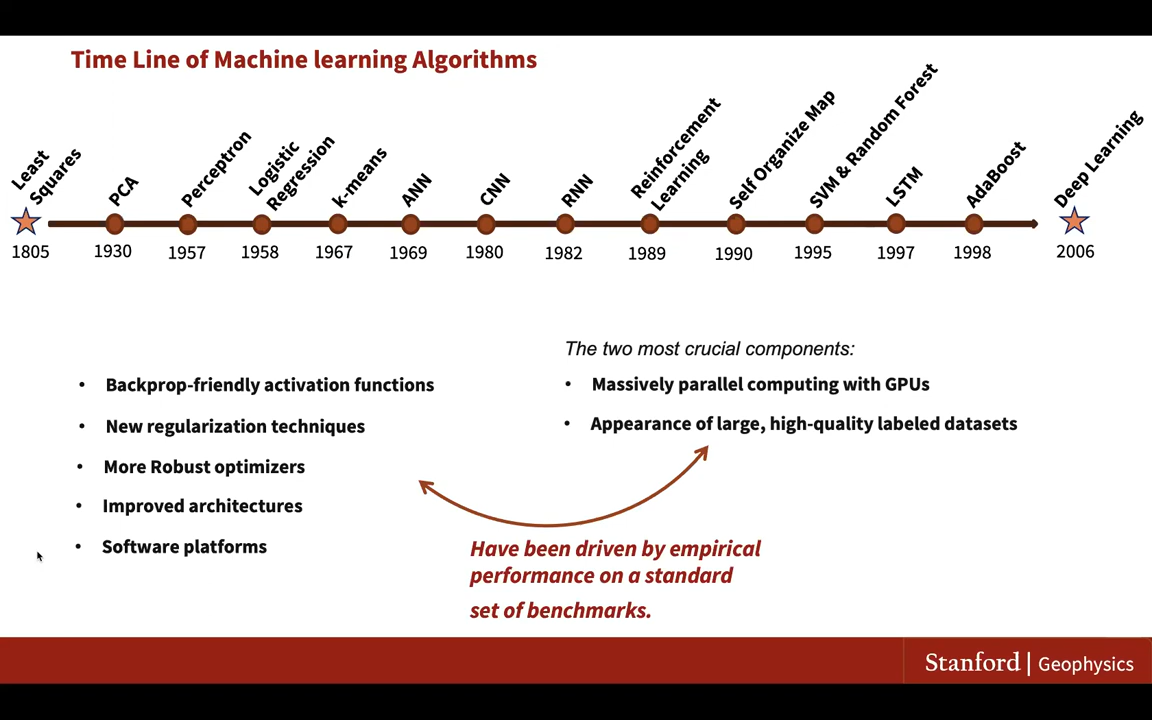 Time Line of Machine learning Algorithms
Least
Squares
PCA
Perceptron
Logistic
Regression
k-means
ANN
CNN
RNN
Reinforcement
Learning
Self Organize Map
SVM & Random Forest
LSTM
AdaBoost
Deep Learning
1805
1930
1957
1958
1967
1969
1980
1982
1989
1990
1995
1997
1998
2006
• Backprop-friendly activation functions
• New regularization techniques
• More Robust optimizers
• Improved architectures
• Software platforms
The two most crucial components:
• Massively parallel computing with GPUs
• Appearance of large, high-quality labeled datasets
Have been driven by empirical
performance on a standard
set of benchmarks.
Stanford | Geophysics